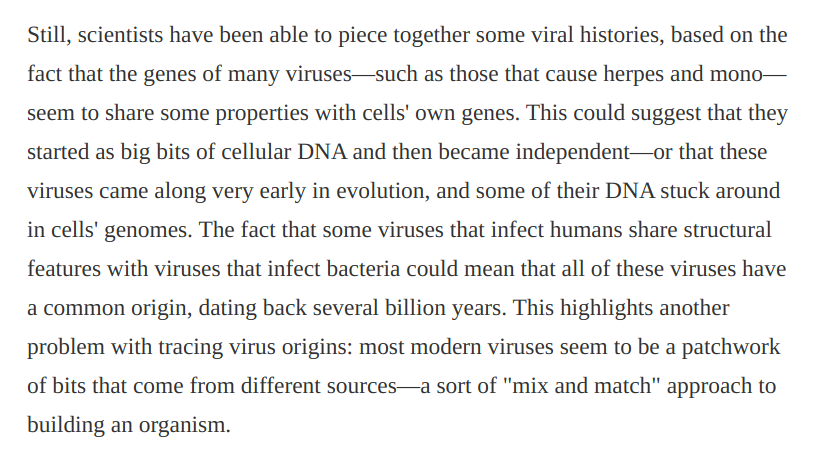 Still, scientists have been able to piece together some viral histories, based on the
fact that the genes of many viruses—such as those that cause herpes and mono—
seem to share some properties with cells' own genes. This could suggest that they
started as big bits of cellular DNA and then became independent—or that these
viruses came along very early in evolution, and some of their DNA stuck around
in cells' genomes. The fact that some viruses that infect humans share structural
features with viruses that infect bacteria could mean that all of these viruses have
a common origin, dating back several billion years. This highlights another
problem with tracing virus origins: most modern viruses seem to be a patchwork
of bits that come from different sources—a sort of "mix and match" approach to
building an organism.